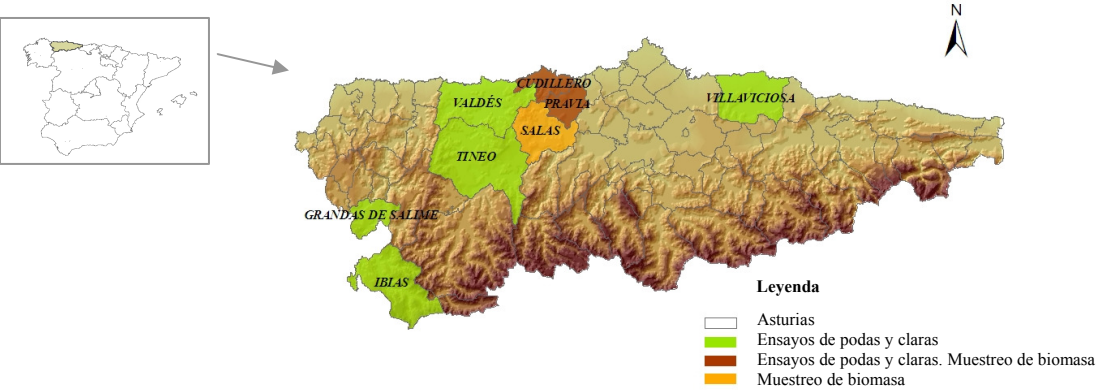 N
CUDILLERO
VALDÉS
PRAVIA
VILLAVICIOSA
SALAS
TINEO
GRANDAS DE SALIME
IBIAS
Leyenda
Asturias
Ensayos de podas y claras
Ensayos de podas y claras. Muestreo de biomasa
Muestreo de biomasa